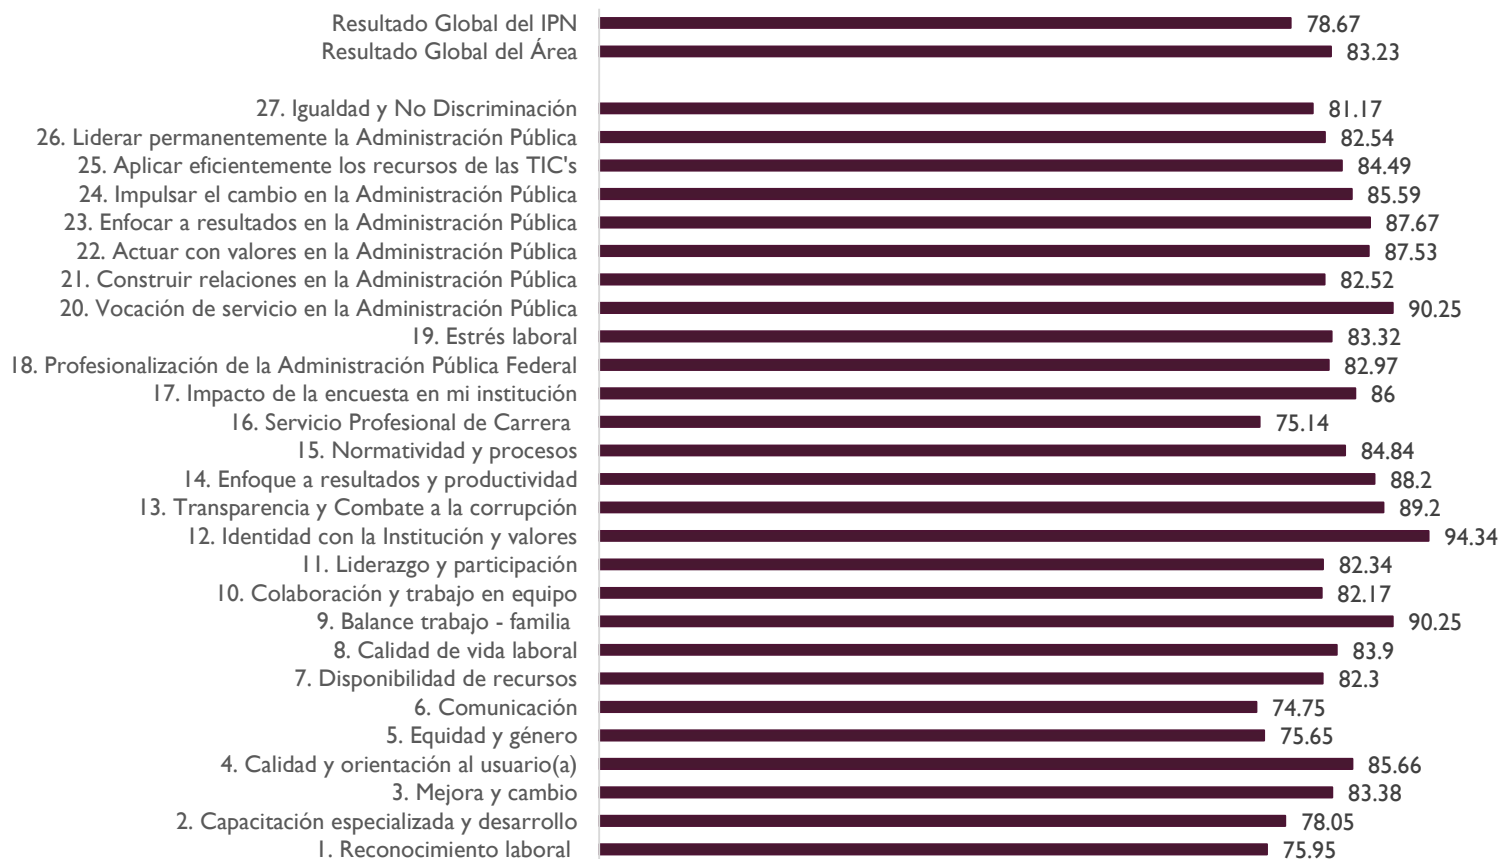 Resultado Global del IPN 78.67
Resultado Global del Área 83.23
27. Igualdad y No Discriminación 81.17
26. Liderar permanentemente la Administración Pública 82.54
25. Aplicar eficientemente los recursos de las TIC's 84.49
24. Impulsar el cambio en la Administración Pública 85.59
23. Enfocar a resultados en la Administración Pública 87.67
22. Actuar con valores en la Administración Pública 87.53
21. Construir relaciones en la Administración Pública 82.52
20. Vocación de servicio en la Administración Pública 90.25
19. Estrés laboral 83.32
18. Profesionalización de la Administración Pública Federal 82.97
17. Impacto de la encuesta en mi institución 86
16. Servicio Profesional de Carrera 75.14
15. Normatividad y procesos 84.84
14. Enfoque a resultados y productividad 88.2
13. Transparencia y Combate a la corrupción 89.2
12. Identidad con la Institución y valores 94.34
11. Liderazgo y participación 82.34
10. Colaboración y trabajo en equipo 82.17
9. Balance trabajo - familia 90.25
8. Calidad de vida laboral 83.9
7. Disponibilidad de recursos 82.3
6. Comunicación 74.75
5. Equidad y género 75.65
4. Calidad y orientación al usuario(a) 85.66
3. Mejora y cambio 83.38
2. Capacitación especializada y desarrollo 78.05
1. Reconocimiento laboral 75.95